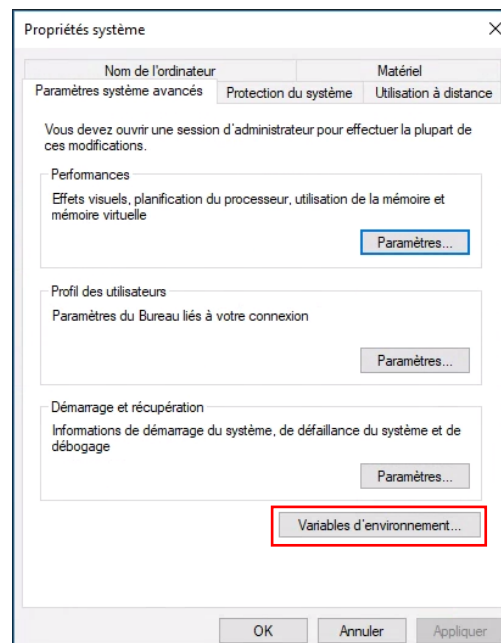 Propriétés système
Nom de l'ordinateur
Matériel
Paramètres système avancés
Protection du système
Utilisation à distance
Vous devez ouvrir une session d'administrateur pour effectuer la plupart de
ces modifications.
Performances
Effets visuels, planification du processeur, utilisation de la mémoire et
mémoire virtuelle
Paramètres...
Profil des utilisateurs
Paramètres du Bureau liés à votre connexion
Paramètres...
Démarrage et récupération
Informations de démarrage du système, de défaillance du système et de
débogage
Paramètres...
Variables d'environnement...
OK
Annuler
Appliquer